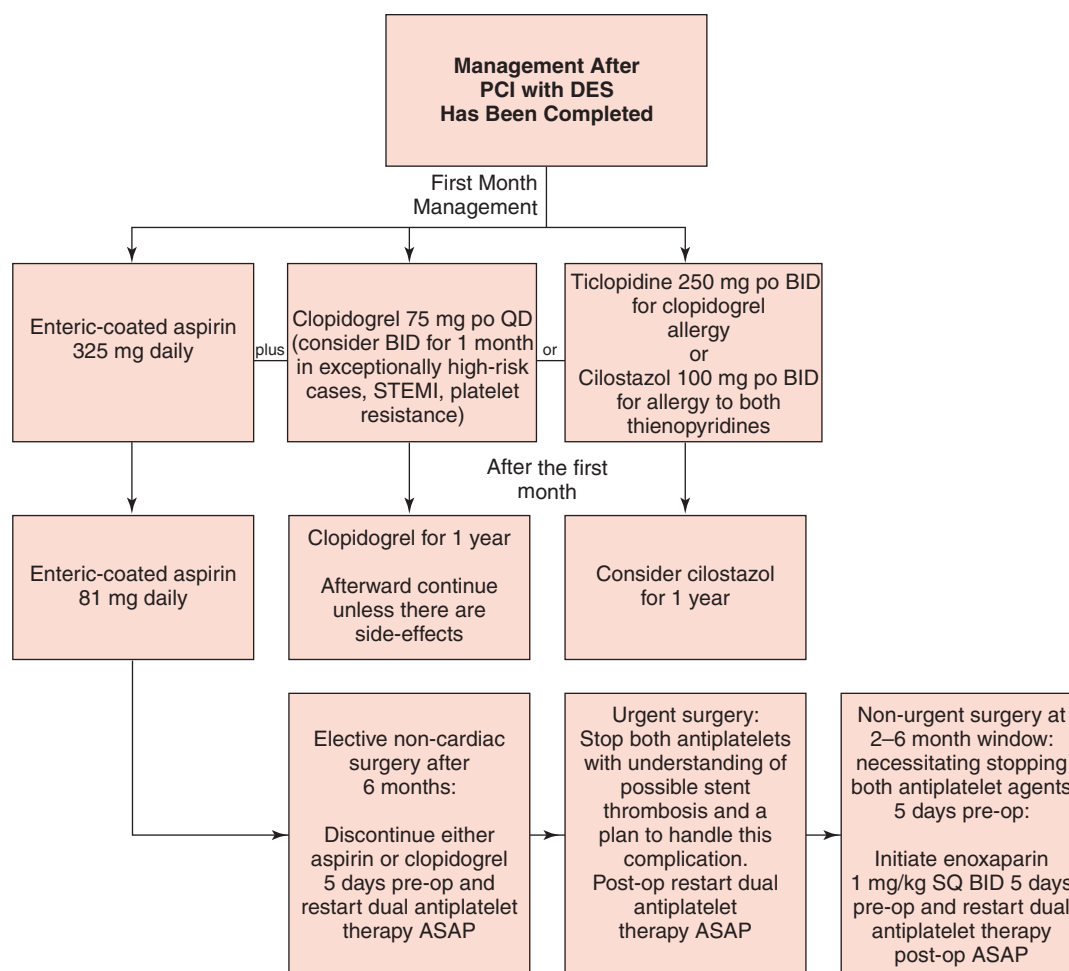 Management After
PCI with DES
Has Been Completed
First Month
Management
Enteric-coated aspirin
325 mg daily
plus
Clopidogrel 75 mg po QD
(consider BID for 1 month
in exceptionally high-risk
cases, STEMI, platelet
resistance)
or
Ticlopidine 250 mg po BID
for clopidogrel
allergy
or
Cilostazol 100 mg po BID
for allergy to both
thienopyridines
After the first
month
Enteric-coated aspirin
81 mg daily
Clopidogrel for 1 year
Afterward continue
unless there are
side-effects
Consider cilostazol
for 1 year
Elective non-cardiac
surgery after
6 months:
Discontinue either
aspirin or clopidogrel
5 days pre-op and
restart dual antiplatelet
therapy ASAP
Urgent surgery:
Stop both antiplatelets
with understanding of
possible stent
thrombosis and a
plan to handle this
complication.
Post-op restart dual
antiplatelet
therapy ASAP
Non-urgent surgery at
2–6 month window:
necessitating stopping
both antiplatelet agents
5 days pre-op:
Initiate enoxaparin
1 mg/kg SQ BID 5 days
pre-op and restart dual
antiplatelet therapy
post-op ASAP